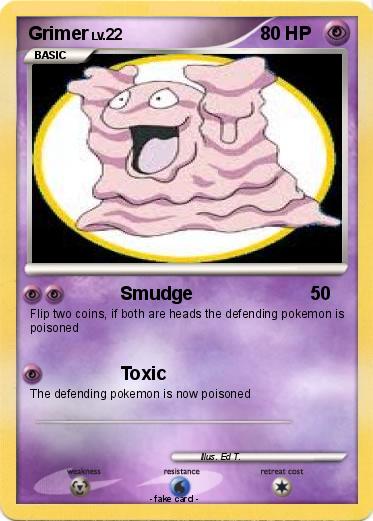 Grimer LV.22 80 HP
BASIC
Smudge 50
Flip two coins, if both are heads the defending pokemon is
poisoned
Toxic
The defending pokemon is now poisoned
Illus. Ed T.
weakness resistance retreat cost
- fake card -